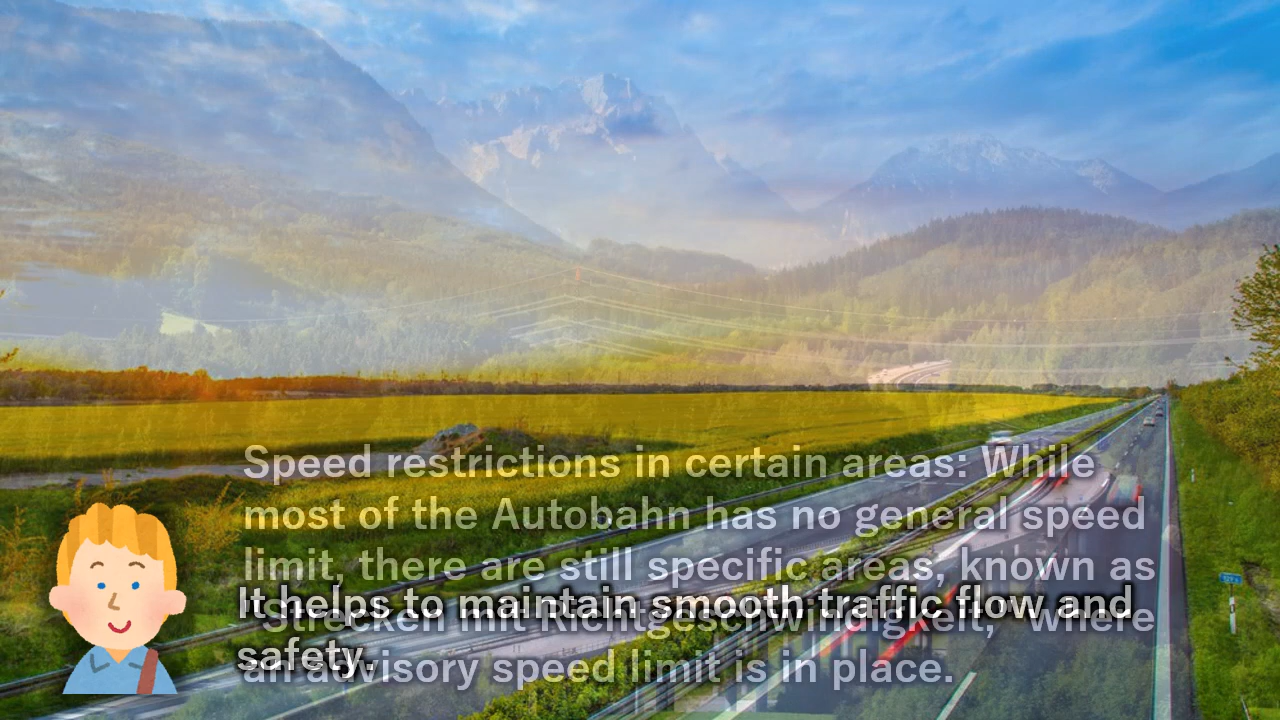 Speed restrictions in certain areas: While
most of the Autobahn has no general speed
limit, there are still specific areas, known as
It helps to maintain smooth traffic flow and
"Strecken mit Richtgeschwindigkeit," where
safety.
an advisory speed limit is in place.